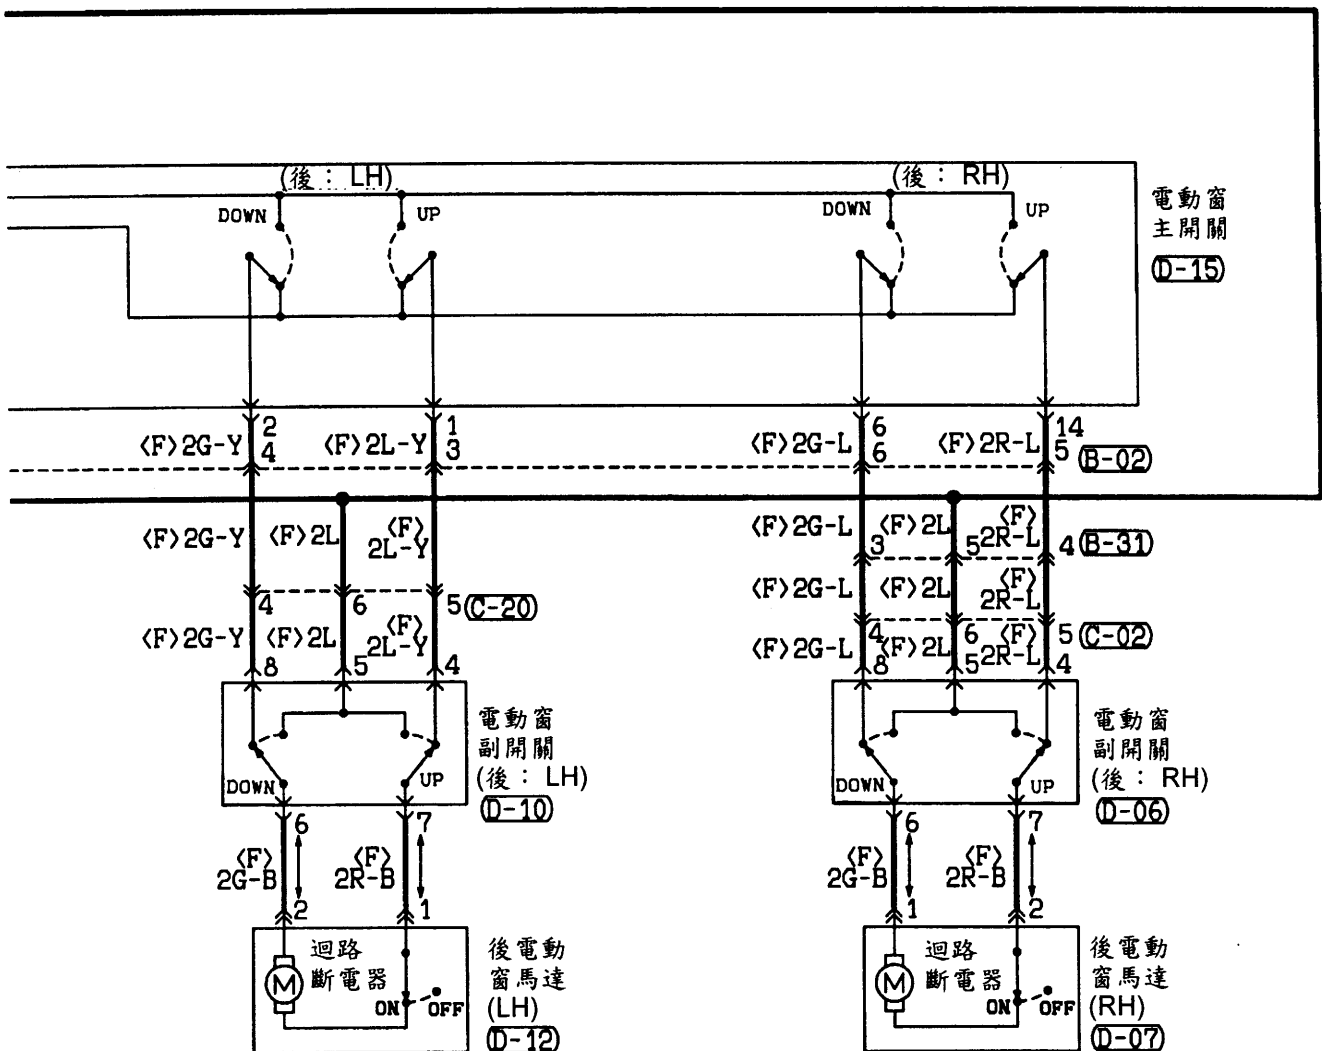 (後：LH)
(後：RH)
DOWN
UP
DOWN
UP
電動窗
主開關
(D-15)
2
1
6
14
<F>2G-Y
4
<F>2L-Y
3
<F>2G-L
6
<F>2R-L
5
(B-02)
<F>2G-Y
<F>2L
<F>
2L-Y
<F>2G-L
<F>2L
<F>
2R-L
3
5
4
(B-31)
<F>2G-L
<F>2L
<F>
2R-L
4
6
5
(C-20)
4
6
5
(C-02)
<F>2G-Y
<F>2L
<F>
2L-Y
<F>2G-L
<F>2L
<F>
2R-L
8
5
4
8
5
4
DOWN
UP
電動窗
副開關
(後：LH)
(D-10)
DOWN
UP
電動窗
副開關
(後：RH)
(D-06)
6
7
6
7
<F>
2G-B
<F>
2R-B
<F>
2G-B
<F>
2R-B
2
1
1
2
迴路
斷電器
M
ON
OFF
後電動
窗馬達
(LH)
(D-12)
迴路
斷電器
M
ON
OFF
後電動
窗馬達
(RH)
(D-07)